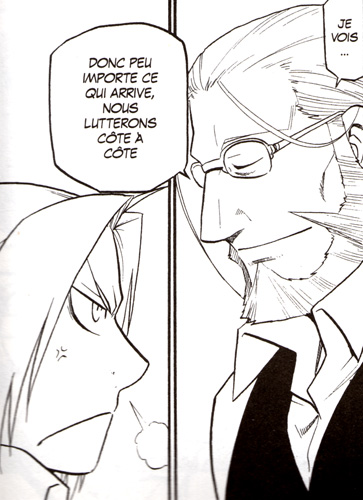 JE
VOIS
...
DONC PEU
IMPORTE CE
QUI ARRIVE,
NOUS
LUTTERONS
CÔTE À
CÔTE